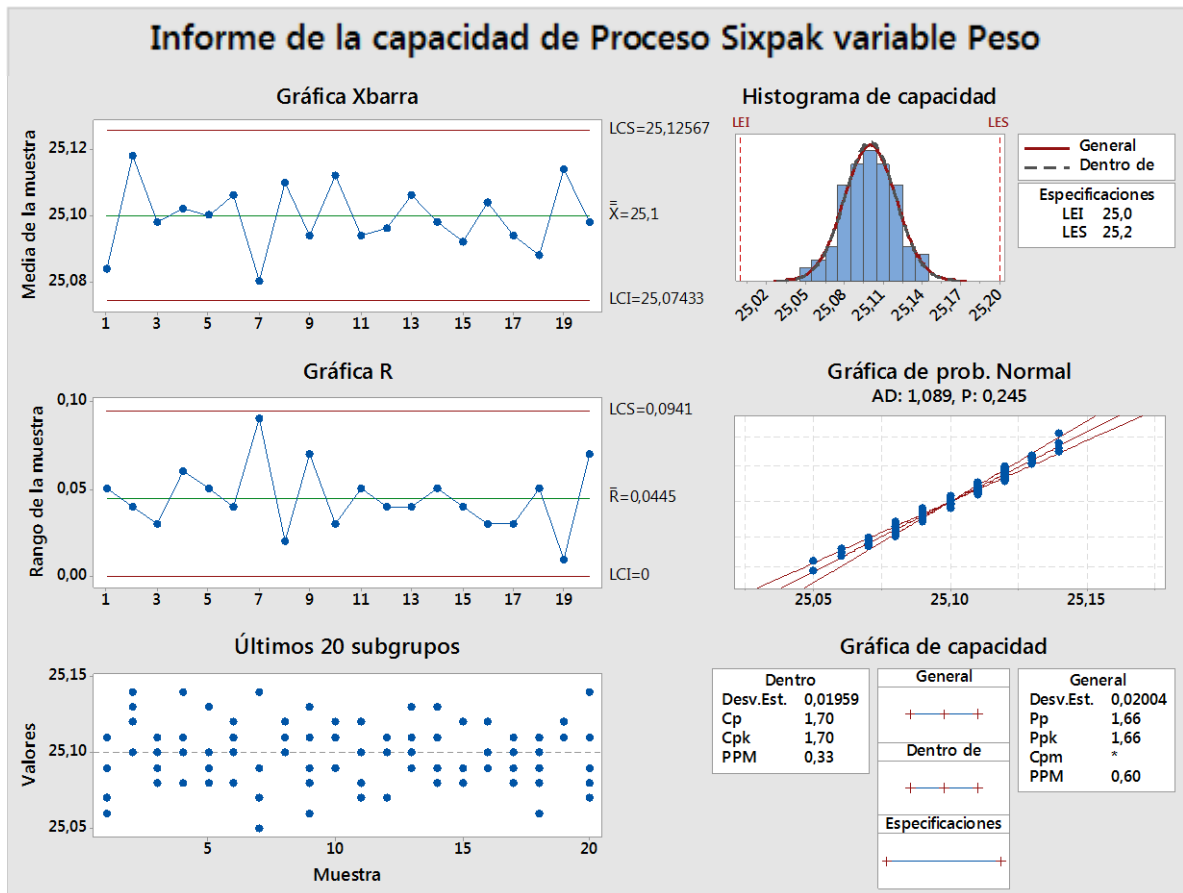 Informe de la capacidad de Proceso Sixpak variable Peso
Gráfica Xbarra
Media de la muestra
25,12
25,10
25,08
LCS=25,12567
X̿=25,1
LCI=25,07433
1 3 5 7 9 11 13 15 17 19
Histograma de capacidad
LEI LES
25,02 25,05 25,08 25,11 25,14 25,17 25,20
General
Dentro de
Especificaciones
LEI 25,0
LES 25,2
Gráfica R
Rango de la muestra
0,10
0,05
0,00
LCS=0,0941
R̄=0,0445
LCI=0
1 3 5 7 9 11 13 15 17 19
Gráfica de prob. Normal
AD: 1,089, P: 0,245
25,05 25,10 25,15
Últimos 20 subgrupos
Valores
25,15
25,10
25,05
5 10 15 20
Muestra
Gráfica de capacidad
Dentro
Desv.Est. 0,01959
Cp 1,70
Cpk 1,70
PPM 0,33
General
Dentro de
Especificaciones
General
Desv.Est. 0,02004
Pp 1,66
Ppk 1,66
Cpm *
PPM 0,60